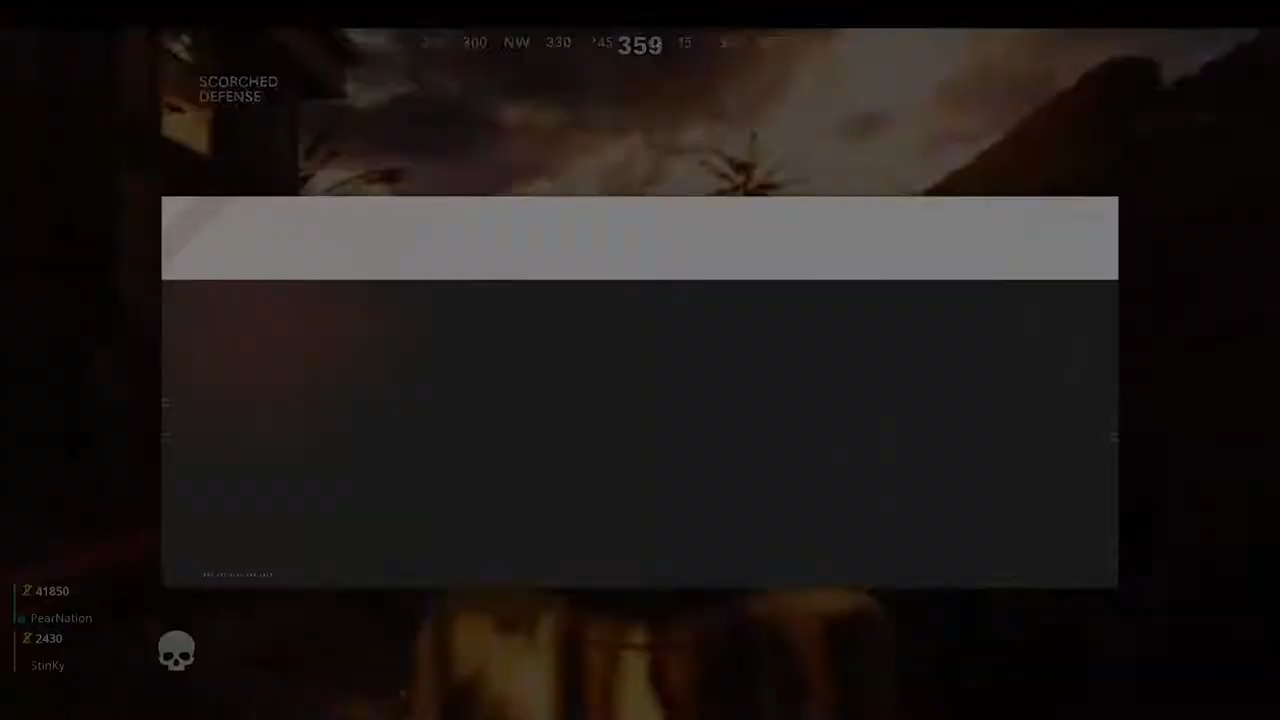 300 NW 330 345 359 15
SCORCHED
DEFENSE
41850
PearNation
2430
StinKy